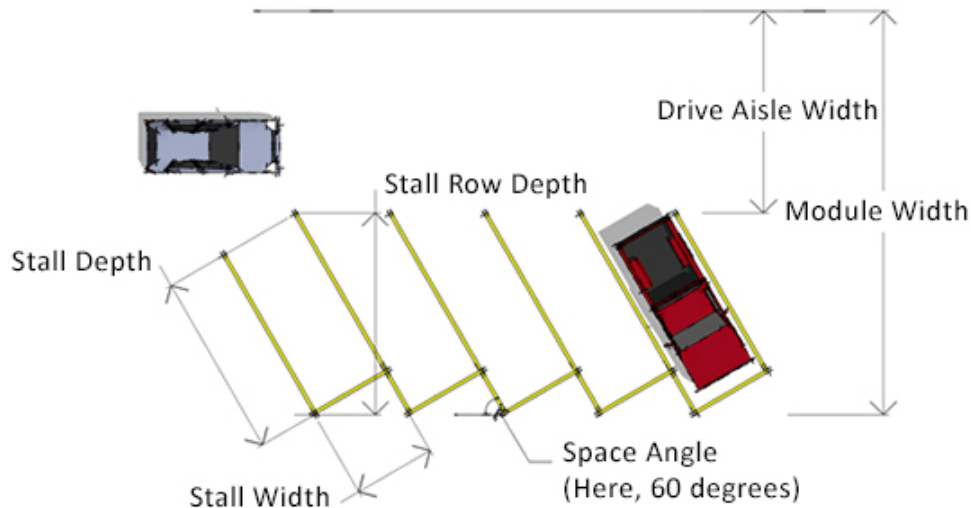 Drive Aisle Width
Stall Row Depth
Module Width
Stall Depth
Space Angle
(Here, 60 degrees)
Stall Width